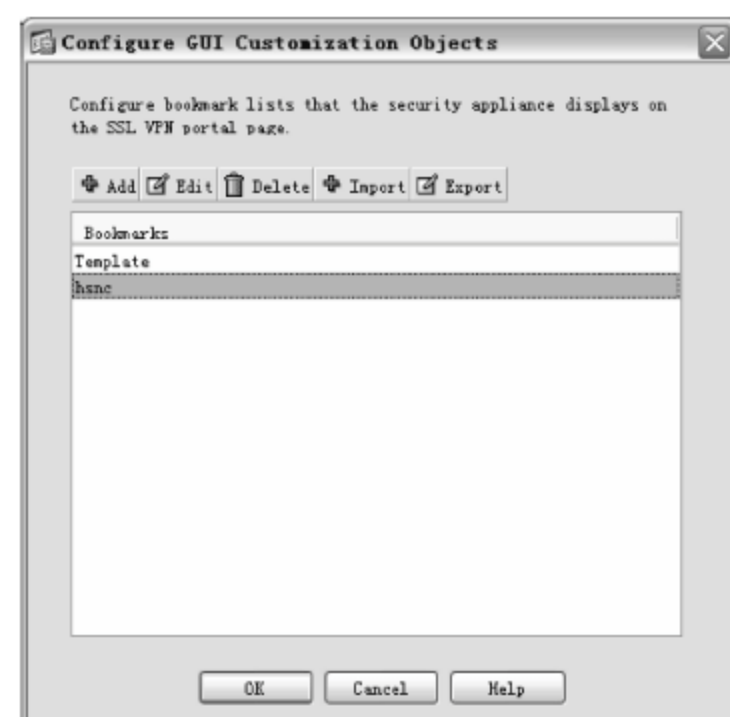 Configure GUI Customization Objects
Configure bookmark lists that the security appliance displays on
the SSL VPN portal page.
Add Edit Delete Import Export
Bookmarks
Template
hsnc
OK Cancel Help